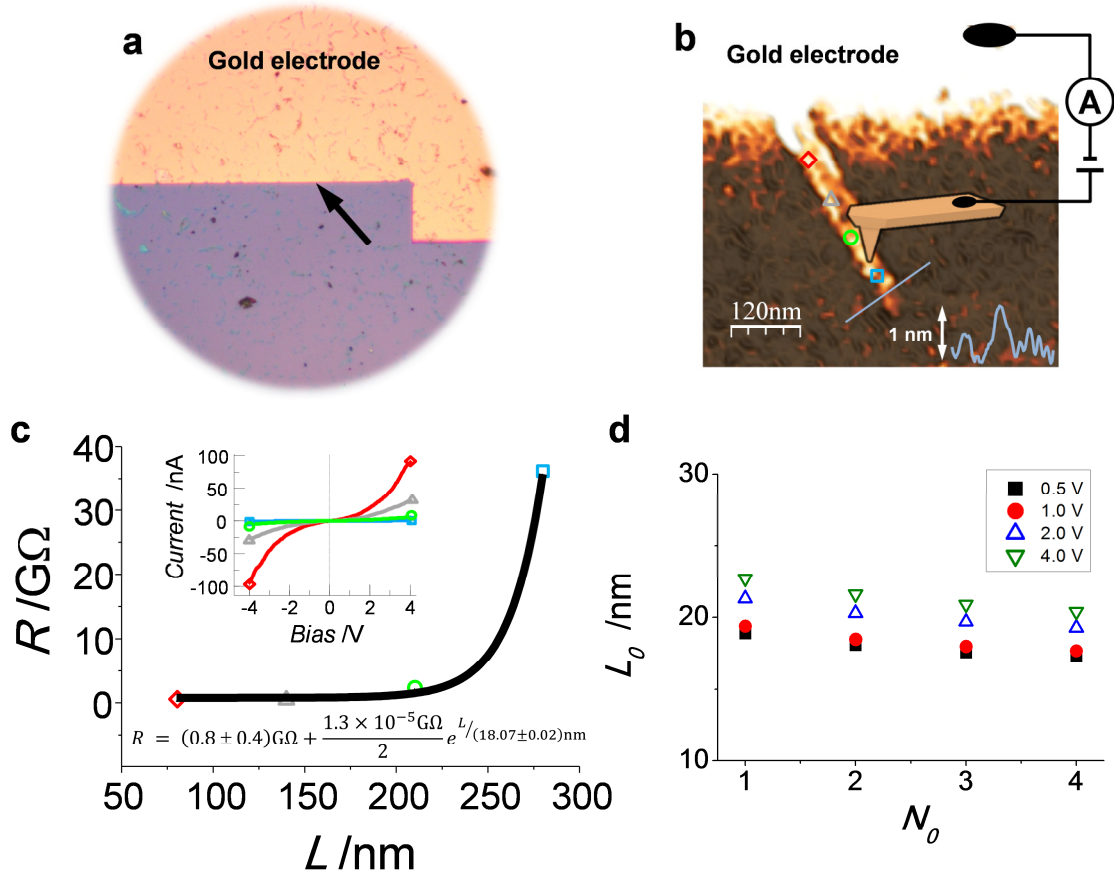 a
Gold electrode
b
Gold electrode
A
120nm
1 nm
c
40
30
20
10
0
R /GΩ
50
100
150
200
250
300
L /nm
100
50
0
-50
-100
Current /nA
-4
-2
0
2
4
Bias /V
R = (0.8 ± 0.4)GΩ + 1.3 × 10⁻⁵GΩ / 2 e^L/(18.07±0.02)nm
d
30
20
10
L₀ /nm
1
2
3
4
N₀
0.5 V
1.0 V
2.0 V
4.0 V